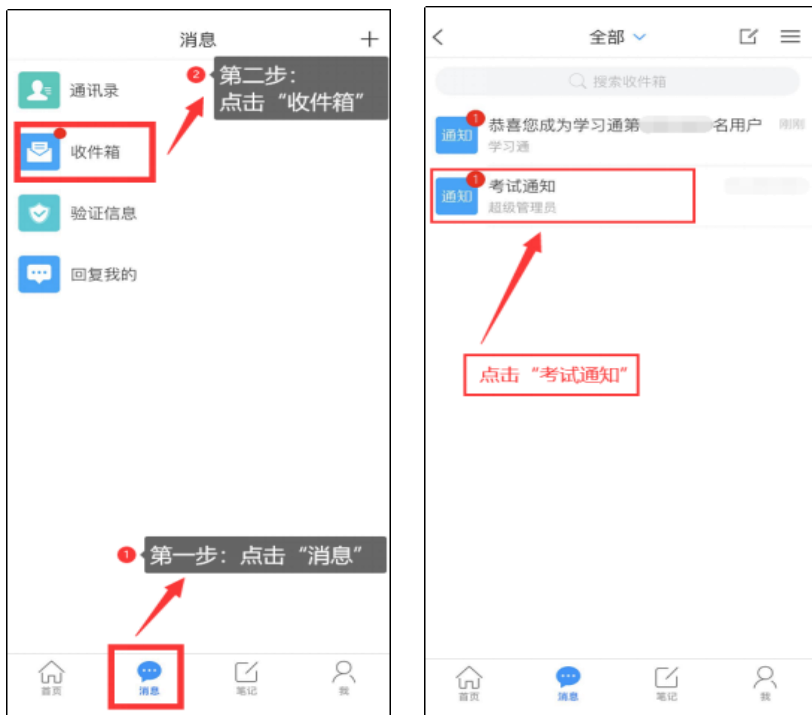 消息
通讯录
2
第二步：
点击“收件箱”
收件箱
验证信息
回复我的
1
第一步：点击“消息”
首页
消息
笔记
我
全部
搜索收件箱
通知
1
恭喜您成为学习通第
名用户
刚刚
学习通
通知
1
考试通知
超级管理员
点击“考试通知”
首页
消息
笔记
我